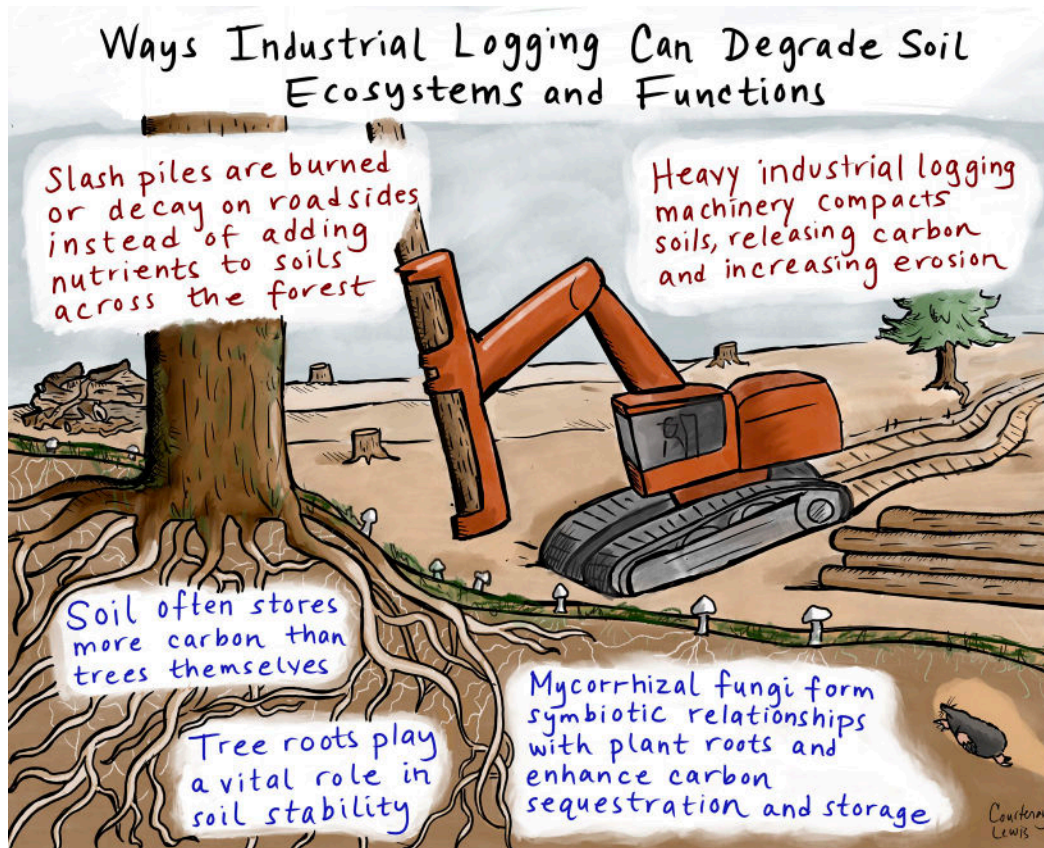 Ways Industrial Logging Can Degrade Soil
Ecosystems and Functions
Slash piles are burned
or decay on roadsides
instead of adding
nutrients to soils
across the forest
Heavy industrial logging
machinery compacts
soils, releasing carbon
and increasing erosion
Soil often stores
more carbon than
trees themselves
Tree roots play
a vital role in
soil stability
Mycorrhizal fungi form
symbiotic relationships
with plant roots and
enhance carbon
sequestration and storage
Courtenay
Lewis